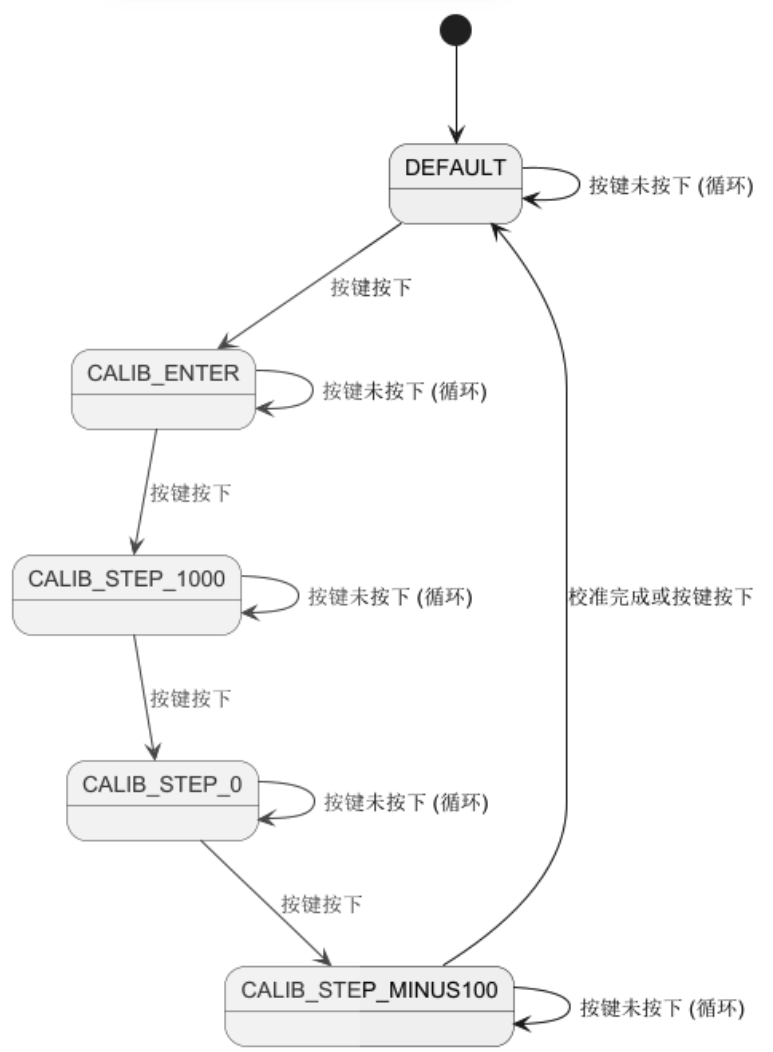 DEFAULT
按键未按下 (循环)
按键按下
CALIB_ENTER
按键未按下 (循环)
按键按下
CALIB_STEP_1000
按键未按下 (循环)
校准完成或按键按下
按键按下
CALIB_STEP_0
按键未按下 (循环)
按键按下
CALIB_STEP_MINUS100
按键未按下 (循环)